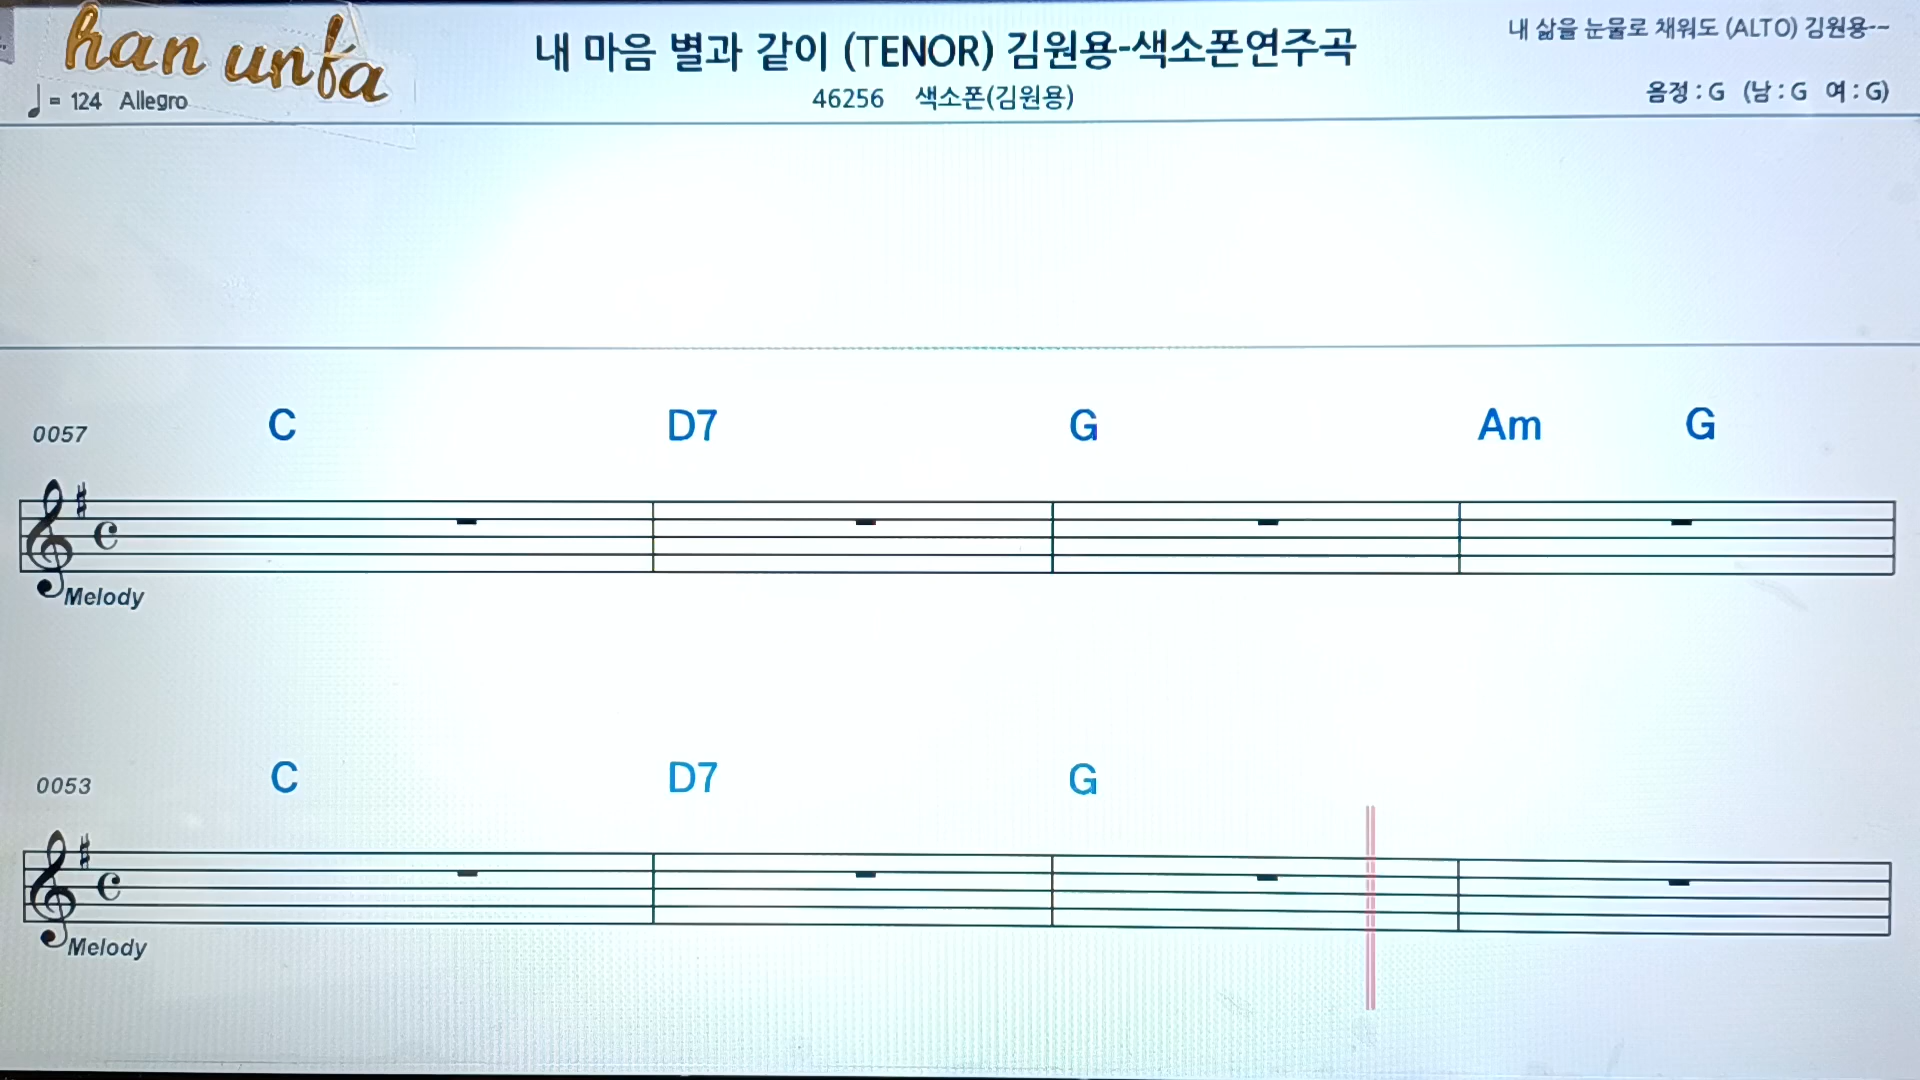 han unfa
내 마음 별과 같이 (TENOR) 김원용-색소폰연주곡
내 삶을 눈물로 채워도 (ALTO) 김원용--
♩= 124 Allegro
46256 색소폰(김원용)
음정 : G (남 : G 여 : G)
0057 C D7 G Am G
Melody
0053 C D7 G
Melody